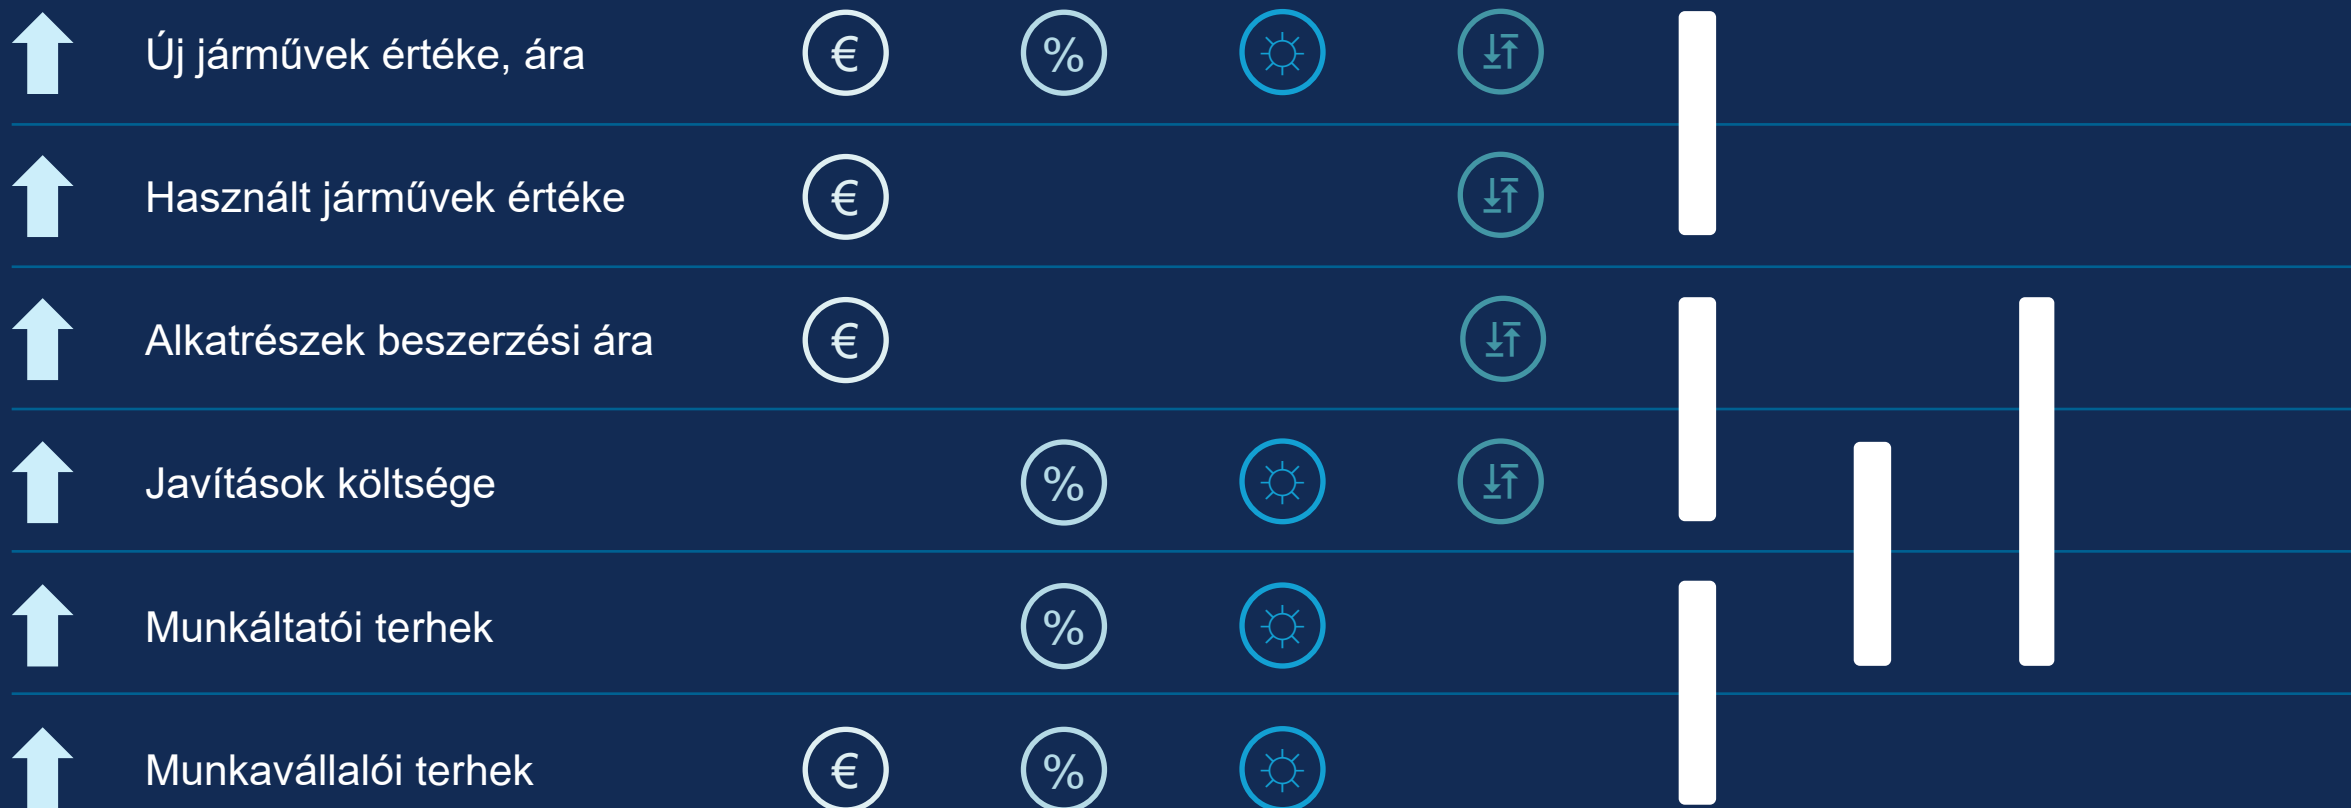 Új járművek értéke, ára € %
Használt járművek értéke €
Alkatrészek beszerzési ára €
Javítások költsége %
Munkáltatói terhek %
Munkavállalói terhek € %